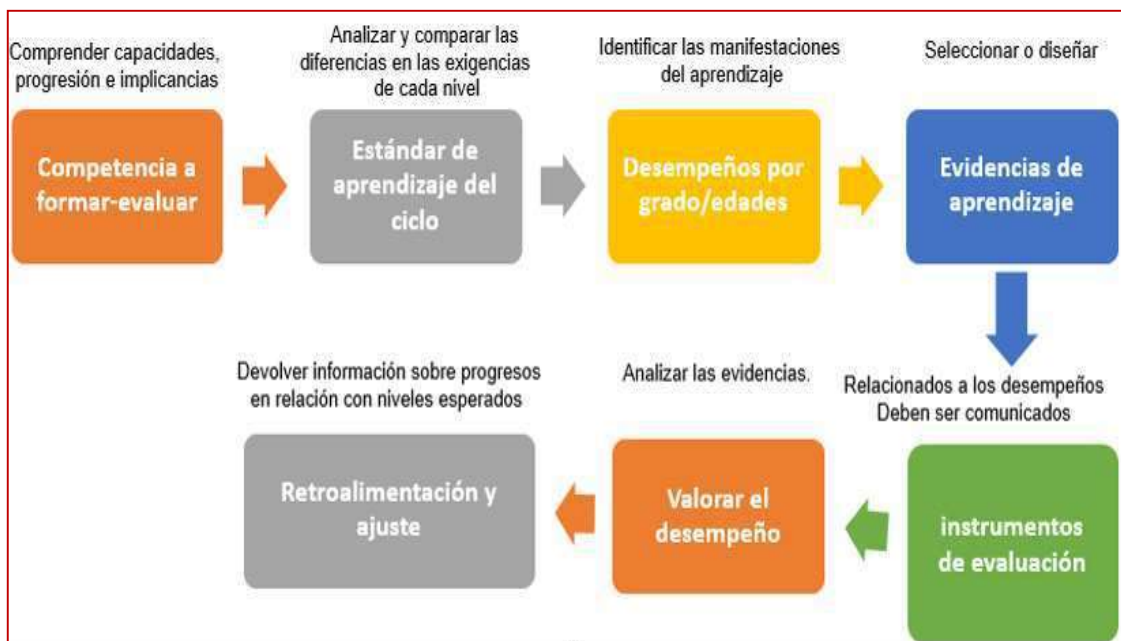 Comprender capacidades,
progresión e implicancias
Competencia a
formar-evaluar
Analizar y comparar las
diferencias en las exigencias
de cada nivel
Estándar de
aprendizaje del
ciclo
Identificar las manifestaciones
del aprendizaje
Desempeños por
grado/edades
Seleccionar o diseñar
Evidencias de
aprendizaje
Relacionados a los desempeños
Deben ser comunicados
instrumentos
de evaluación
Analizar las evidencias.
Valorar el
desempeño
Devolver información sobre progresos
en relación con niveles esperados
Retroalimentación y
ajuste